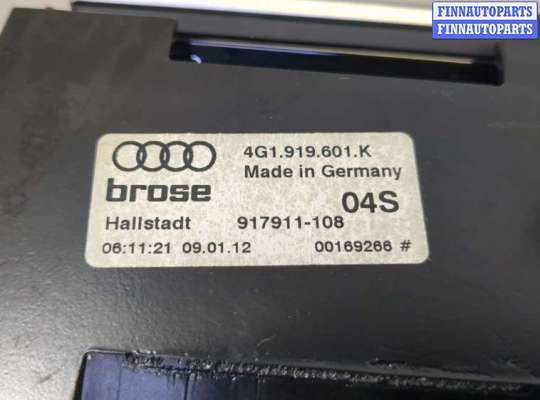 FINNAUTOPARTS
FINNAUTOPARTS
4G1.919.601.K
Made in Germany
brose
04S
Hallstadt 917911-108
06:11:21 09.01.12 00169266 #